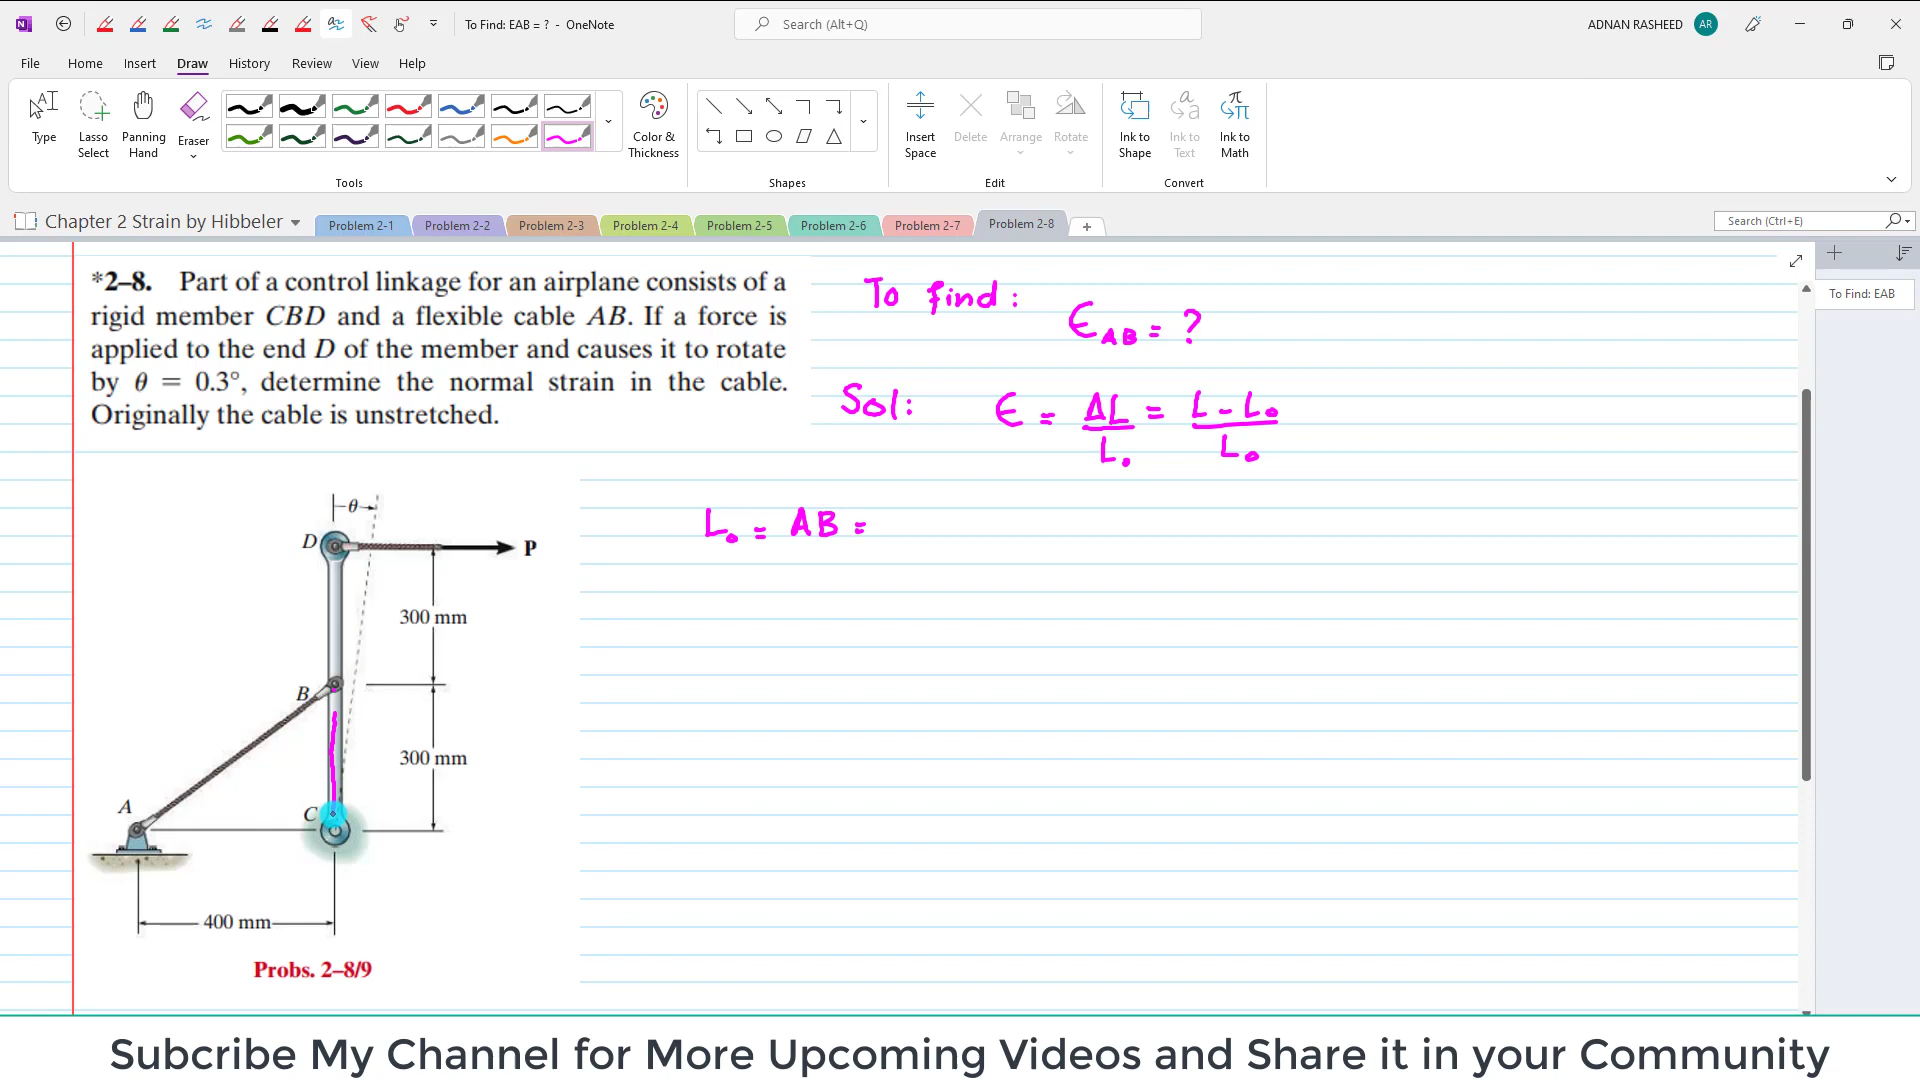 To Find: EAB = ? - OneNote
Search (Alt+Q)
ADNAN RASHEED
AR
File Home Insert Draw History Review View Help
Type
Lasso Select
Panning Hand
Eraser
Color & Thickness
Insert Space
Delete
Arrange
Rotate
Ink to Shape
Ink to Text
Ink to Math
Tools
Shapes
Edit
Convert
Chapter 2 Strain by Hibbeler
Problem 2-1 Problem 2-2 Problem 2-3 Problem 2-4 Problem 2-5 Problem 2-6 Problem 2-7 Problem 2-8 +
Search (Ctrl+E)
To Find: EAB
*2–8. Part of a control linkage for an airplane consists of a
rigid member CBD and a flexible cable AB. If a force is
applied to the end D of the member and causes it to rotate
by θ = 0.3°, determine the normal strain in the cable.
Originally the cable is unstretched.
To find:
ϵAB = ?
Sol: ϵ = ΔL/L₀ = L - L₀/L₀
L₀ = AB =
θ
D
P
300 mm
B
300 mm
A
C
400 mm
Probs. 2–8/9
Subcribe My Channel for More Upcoming Videos and Share it in your Community